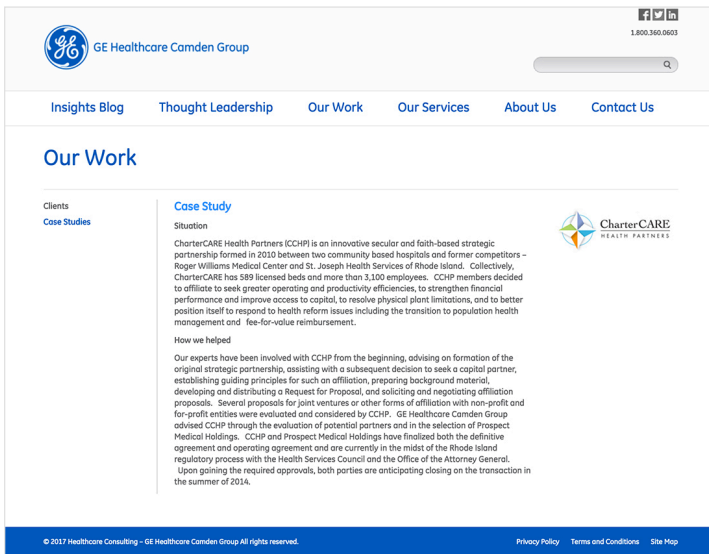 1.800.360.0603
GE Healthcare Camden Group
Insights Blog Thought Leadership Our Work Our Services About Us Contact Us
Our Work
Clients
Case Studies
Case Study
Situation
CharterCARE Health Partners (CCHP) is an innovative secular and faith-based strategic
partnership formed in 2010 between two community based hospitals and former competitors –
Roger Williams Medical Center and St. Joseph Health Services of Rhode Island. Collectively,
CharterCARE has 589 licensed beds and more than 3,100 employees. CCHP members decided
to affiliate to seek greater operating and productivity efficiencies, to strengthen financial
performance and improve access to capital, to resolve physical plant limitations, and to better
position itself to respond to health reform issues including the transition to population health
management and fee-for-value reimbursement.
How we helped
Our experts have been involved with CCHP from the beginning, advising on formation of the
original strategic partnership, assisting with a subsequent decision to seek a capital partner,
establishing guiding principles for such an affiliation, preparing background material,
developing and distributing a Request for Proposal, and soliciting and negotiating affiliation
proposals. Several proposals for joint ventures or other forms of affiliation with non-profit and
for-profit entities were evaluated and considered by CCHP. GE Healthcare Camden Group
advised CCHP through the evaluation of potential partners and in the selection of Prospect
Medical Holdings. CCHP and Prospect Medical Holdings have finalized both the definitive
agreement and operating agreement and are currently in the midst of the Rhode Island
regulatory process with the Health Services Council and the Office of the Attorney General.
Upon gaining the required approvals, both parties are anticipating closing on the transaction in
the summer of 2014.
CharterCARE
HEALTH PARTNERS
© 2017 Healthcare Consulting – GE Healthcare Camden Group All rights reserved.
Privacy Policy Terms and Conditions Site Map